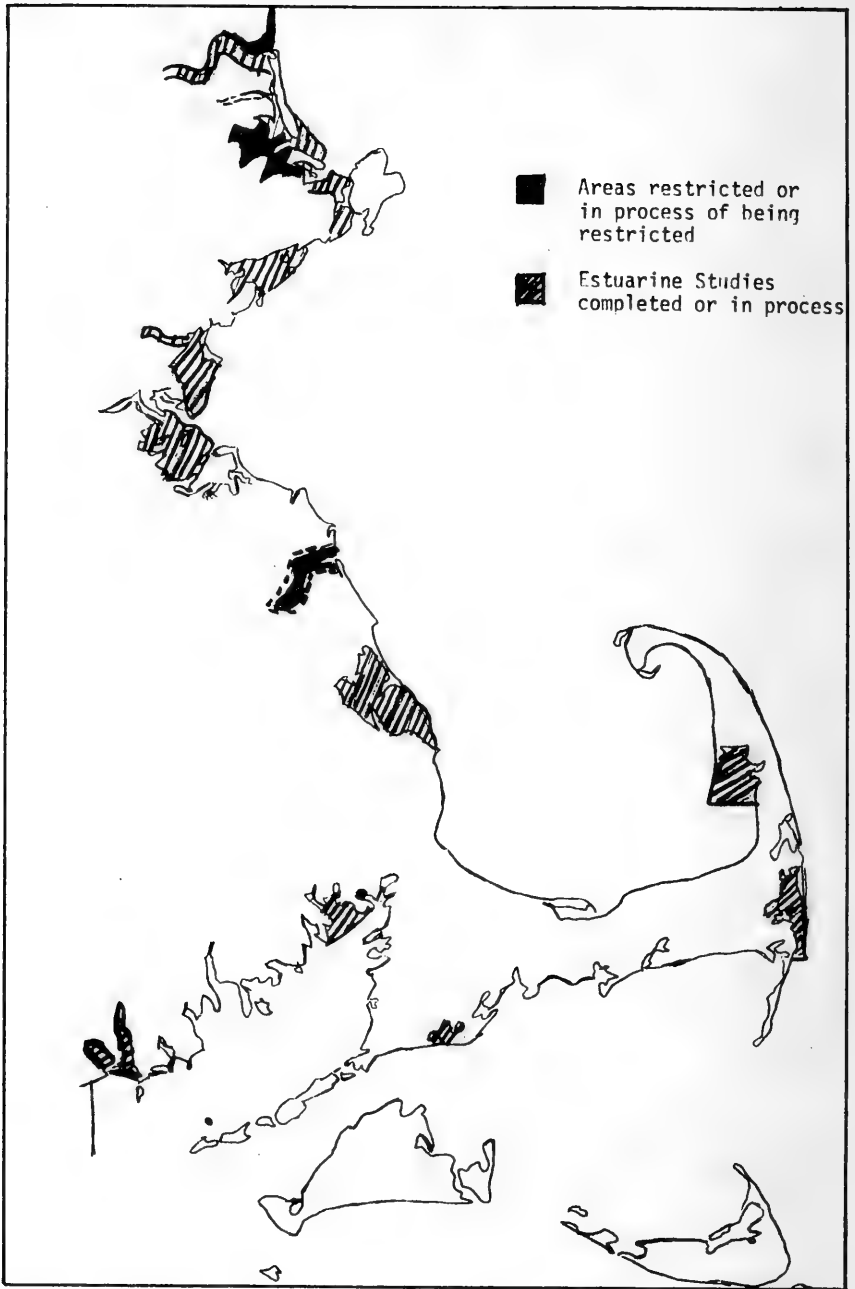 Areas restricted or
in process of being
restricted
Estuarine Studies
completed or in process